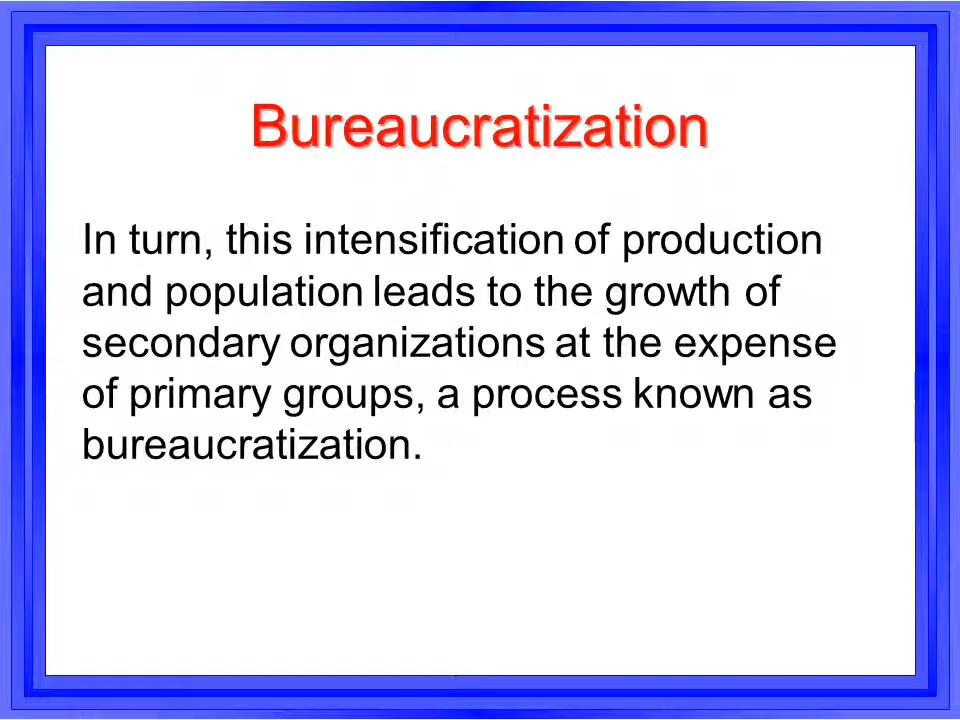 Bureaucratization
In turn, this intensification of production
and population leads to the growth of
secondary organizations at the expense
of primary groups, a process known as
bureaucratization.